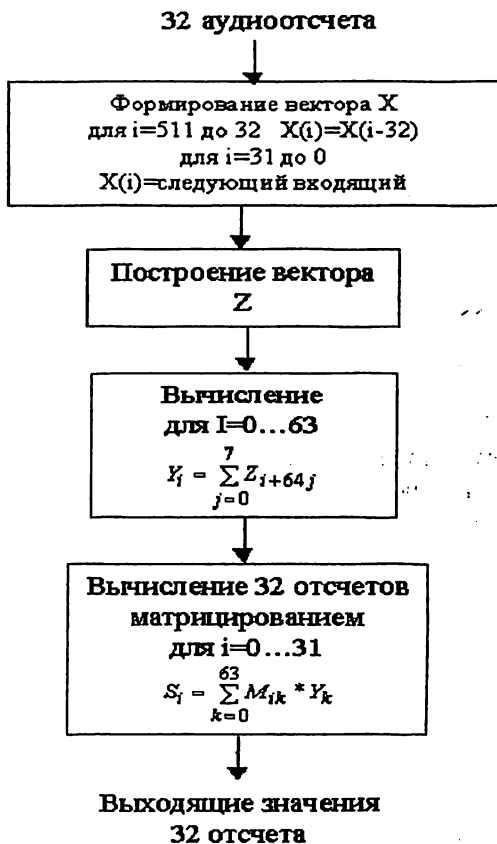 32 аудиоотсчета
Формирование вектора X
для i=511 до 32 X(i)=X(i-32)
для i=31 до 0
X(i)=следующий входящий
Построение вектора
Z
Вычисление
для I=0...63
7
Y_i = ∑ Z_{i+64j}
j=0
Вычисление 32 отсчетов
матрицированием
для i=0...31
63
S_i = ∑ M_{ik} * Y_k
k=0
Выходящие значения
32 отсчета